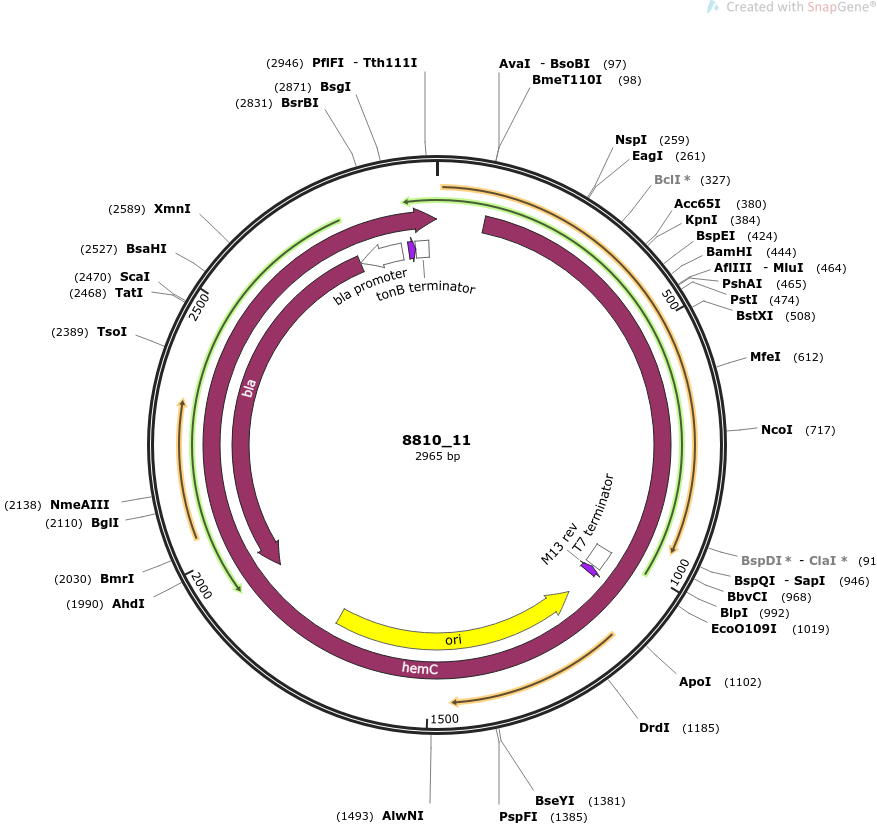 Created with SnapGene®
(2946) PflFI - Tth111I
AvaI - BsoBI (97)
BmeT110I (98)
(2871) BsgI
(2831) BsrBI
NspI (259)
EagI (261)
BclI * (327)
Acc65I (380)
KpnI (384)
BspEI (424)
BamHI (444)
AflIII - MluI (464)
PshAI (465)
PstI (474)
BstXI (508)
MfeI (612)
NcoI (717)
BspDI * - ClaI * (91
BspQI - SapI (946)
BbvCI (968)
BlpI (992)
EcoO109I (1019)
ApoI (1102)
DrdI (1185)
BseYI (1381)
PspFI (1385)
(1493) AlwNI
(1990) AhdI
(2030) BmrI
(2110) BglI
(2138) NmeAIII
(2389) TsoI
(2468) TatI
(2470) ScaI
(2527) BsaHI
(2589) XmnI
500
1000
1500
2000
2500
bla promoter
tonB terminator
bla
8810_11
2965 bp
M13 rev
T7 terminator
ori
hemC